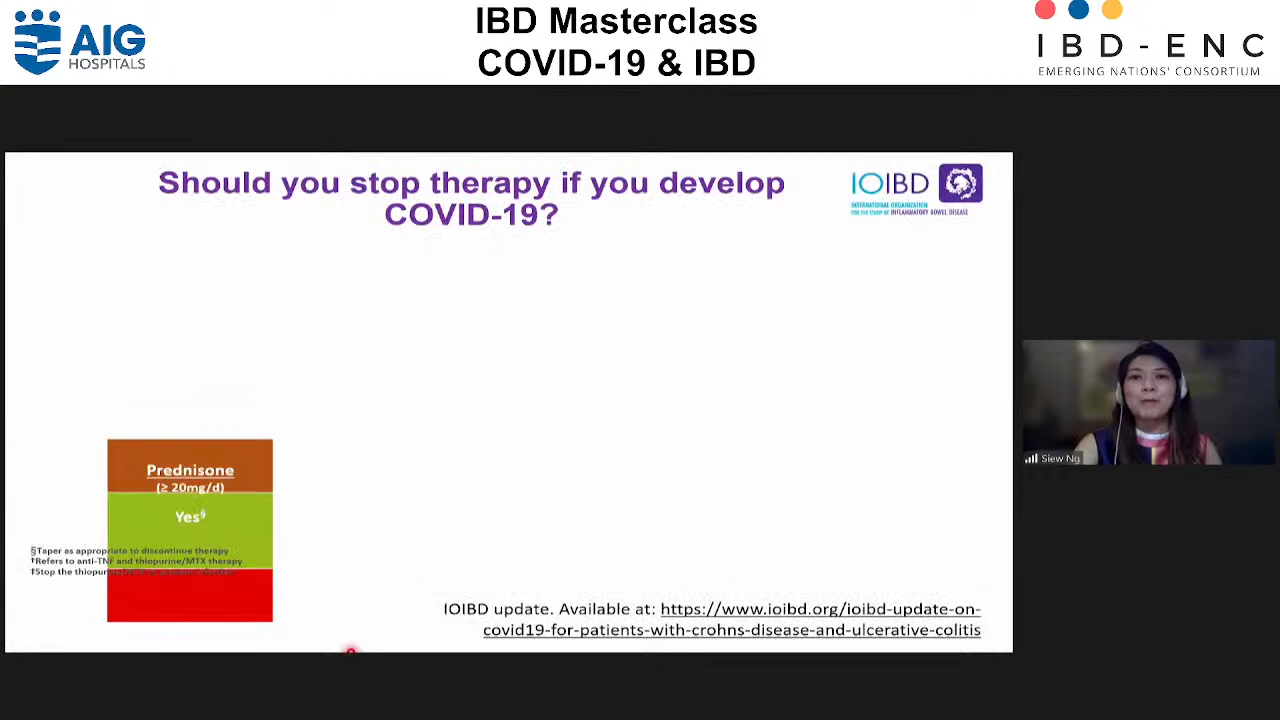 AIG
HOSPITALS
IBD Masterclass
COVID-19 & IBD
IBD-ENC
EMERGING NATIONS' CONSORTIUM
Should you stop therapy if you develop
COVID-19?
IOIBD
INTERNATIONAL ORGANIZATION
FOR THE STUDY OF INFLAMMATORY BOWEL DISEASE
Prednisone
(≥ 20mg/d)
Yes§
§Taper as appropriate to discontinue therapy
†Refers to anti-TNF and thiopurine/MTX therapy
‡Stop the
IOIBD update. Available at: https://www.ioibd.org/ioibd-update-on-
covid19-for-patients-with-crohns-disease-and-ulcerative-colitis
Siew Ng